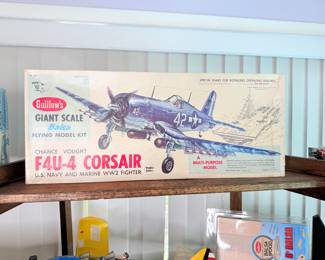 Guillow's
GIANT SCALE
Balsa
FLYING MODEL KIT
CHANCE VOUGHT
F4U-4 CORSAIR
U.S. NAVY AND MARINE WW2 FIGHTER
42
MULTI-PURPOSE
MODEL